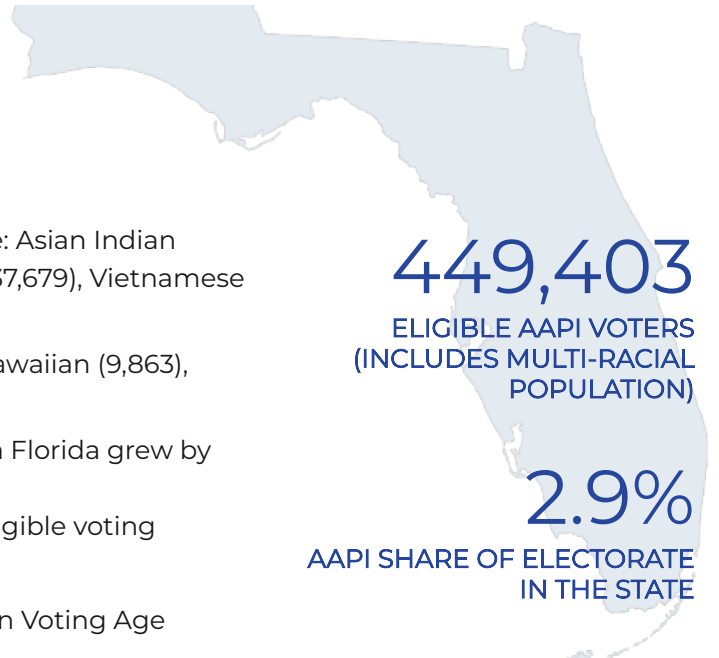 : Asian Indian
7,679), Vietnamese
awaiian (9,863),
Florida grew by
gible voting
n Voting Age
449,403
ELIGIBLE AAPI VOTERS
(INCLUDES MULTI-RACIAL
POPULATION)
2.9%
AAPI SHARE OF ELECTORATE
IN THE STATE